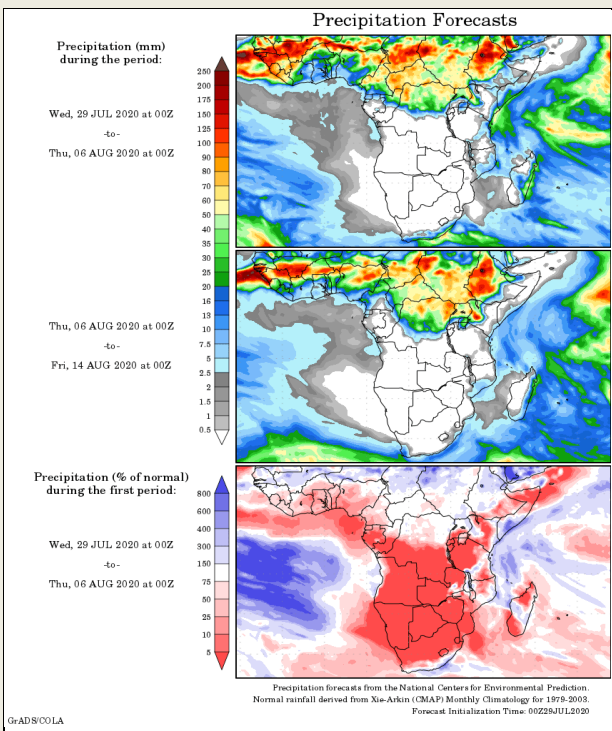 Precipitation Forecasts
Precipitation (mm)
during the period:
Wed, 29 JUL 2020 at 00Z
-to-
Thu, 06 AUG 2020 at 00Z
250
200
175
150
125
100
90
80
70
60
50
40
35
30
25
20
16
13
10
7.5
5
2.5
2
1.5
1
0.5
Thu, 06 AUG 2020 at 00Z
-to-
Fri, 14 AUG 2020 at 00Z
Precipitation (% of normal)
during the first period:
Wed, 29 JUL 2020 at 00Z
-to-
Thu, 06 AUG 2020 at 00Z
800
600
400
300
150
75
50
25
10
5
Precipitation forecasts from the National Centers for Environmental Prediction.
Normal rainfall derived from Xie-Arkin (CMAP) Monthly Climatology for 1979-2003.
Forecast Initialization Time: 00Z29JUL2020
GrADS/COLA